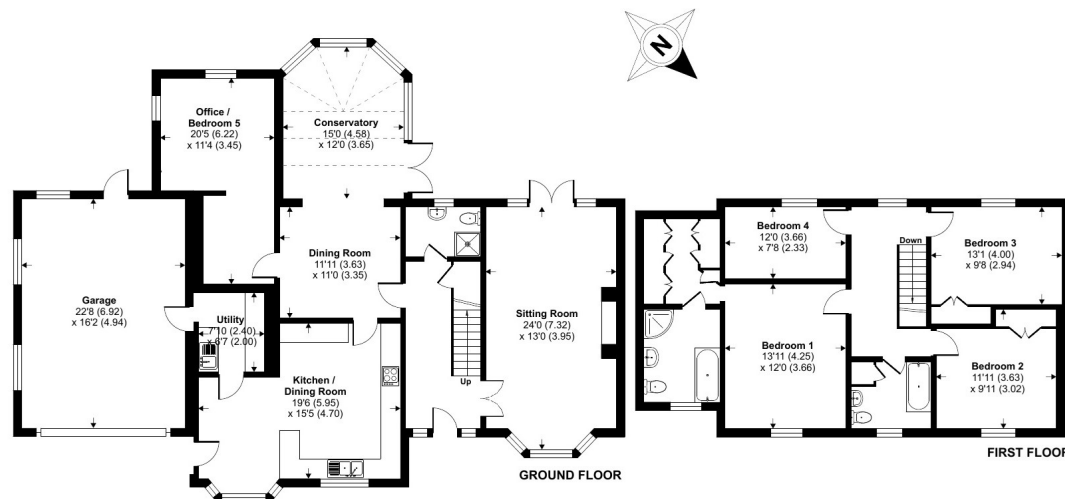 N
Office /
Bedroom 5
20'5 (6.22)
x 11'4 (3.45)
Conservatory
15'0 (4.58)
x 12'0 (3.65)
Dining Room
11'11 (3.63)
x 11'0 (3.35)
Garage
22'8 (6.92)
x 16'2 (4.94)
Utility
7'10 (2.40)
x 6'7 (2.00)
Kitchen /
Dining Room
19'6 (5.95)
x 15'5 (4.70)
Up
Sitting Room
24'0 (7.32)
x 13'0 (3.95)
GROUND FLOOR
Bedroom 4
12'0 (3.66)
x 7'8 (2.33)
Down
Bedroom 3
13'1 (4.00)
x 9'8 (2.94)
Bedroom 1
13'11 (4.25)
x 12'0 (3.66)
Bedroom 2
11'11 (3.63)
x 9'11 (3.02)
FIRST FLOOR